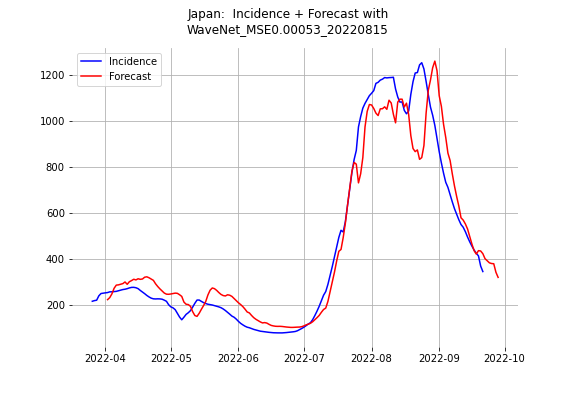 Japan:  Incidence + Forecast with
WaveNet_MSE0.00053_20220815
Incidence
Forecast
1200
1000
800
600
400
200
2022-04 2022-05 2022-06 2022-07 2022-08 2022-09 2022-10